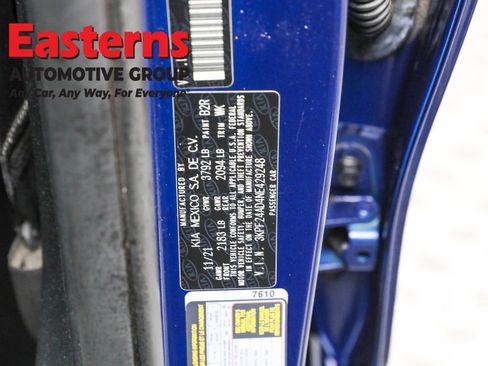 Easterns
AUTOMOTIVE GROUP
Any Car, Any Way, For Everyone
MANUFACTURED BY
KIA MEXICO S.A. DE C.V.
11/21 GVWR 3792 LB PAINT B2R
GAWR FRONT 2183 LB GAWR REAR 2094 LB TRIM WK
THIS VEHICLE CONFORMS TO ALL APPLICABLE U.S.A. FEDERAL
MOTOR VEHICLE SAFETY, BUMPER, AND THEFT PREVENTION STANDARDS
IN EFFECT ON THE DATE OF MANUFACTURE SHOWN ABOVE.
V.I.N. 3KPF24AD4NE429248
PASSENGER CAR
7610